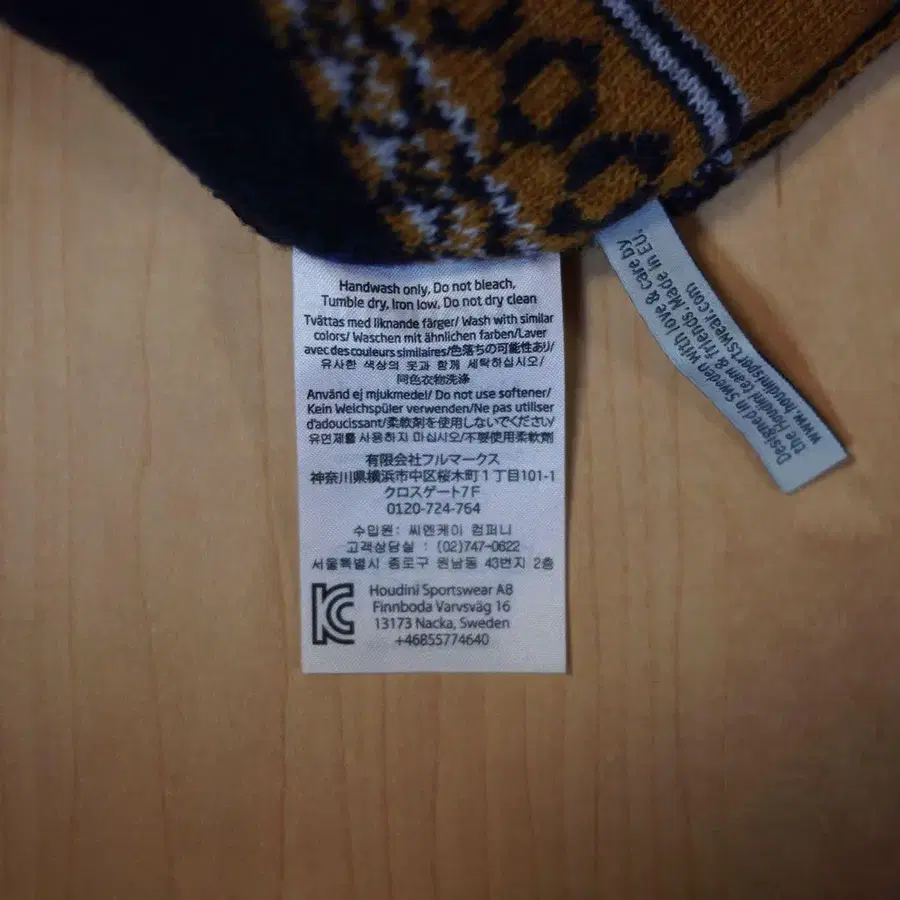 Handwash only, Do not bleach,
Tumble dry, Iron low, Do not dry clean
Tvättas med liknande färger/ Wash with similar
colors/ Waschen mit ähnlichen farben/Laver
avec des couleurs similaires/色落ちの可能性あり/
유사한 색상의 옷과 함께 세탁하십시오/
同色衣物洗涤
Använd ej mjukmedel/ Do not use softener/
Kein Weichspüler verwenden/Ne pas utiliser
d'adoucissant/柔軟剤を使用しないでください/
유연제를 사용하지 마십시오/不要使用柔軟劑
有限会社フルマークス
神奈川県横浜市中区桜木町1丁目101-1
クロスゲート7F
0120-724-764
수입원: 씨엔케이 컴퍼니
고객상담실 : (02)747-0622
서울특별시 종로구 원남동 43번지 2층
Houdini Sportswear AB
Finnboda Varvsväg 16
13173 Nacka, Sweden
+46855774640
Designed in Sweden with love & care by
the Houdini team & friends. Made in EU.
www.houdinisportswear.com